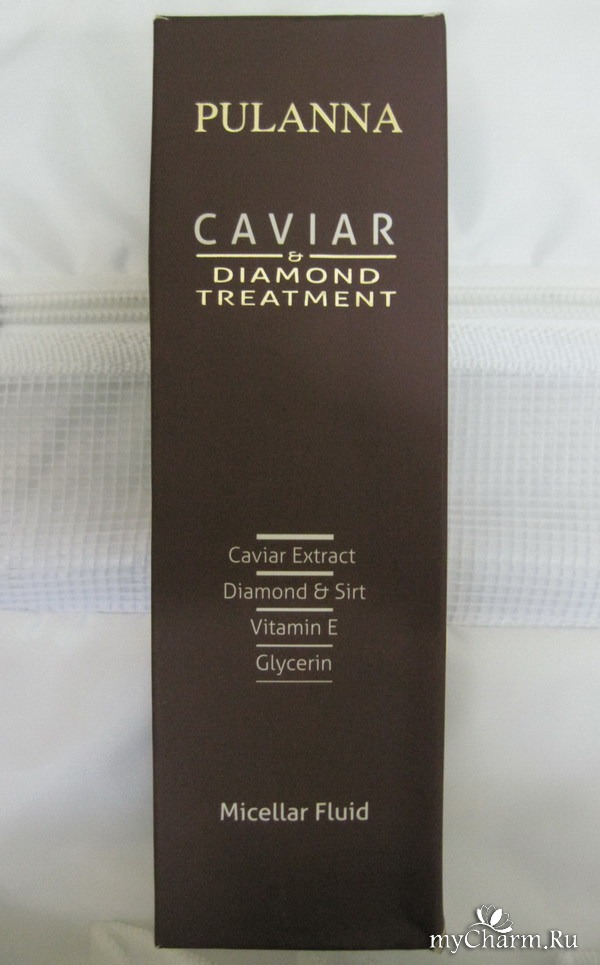 PULANNA
CAVIAR
&
DIAMOND
TREATMENT
Caviar Extract
Diamond & Sirt
Vitamin E
Glycerin
Micellar Fluid
myCharm.Ru